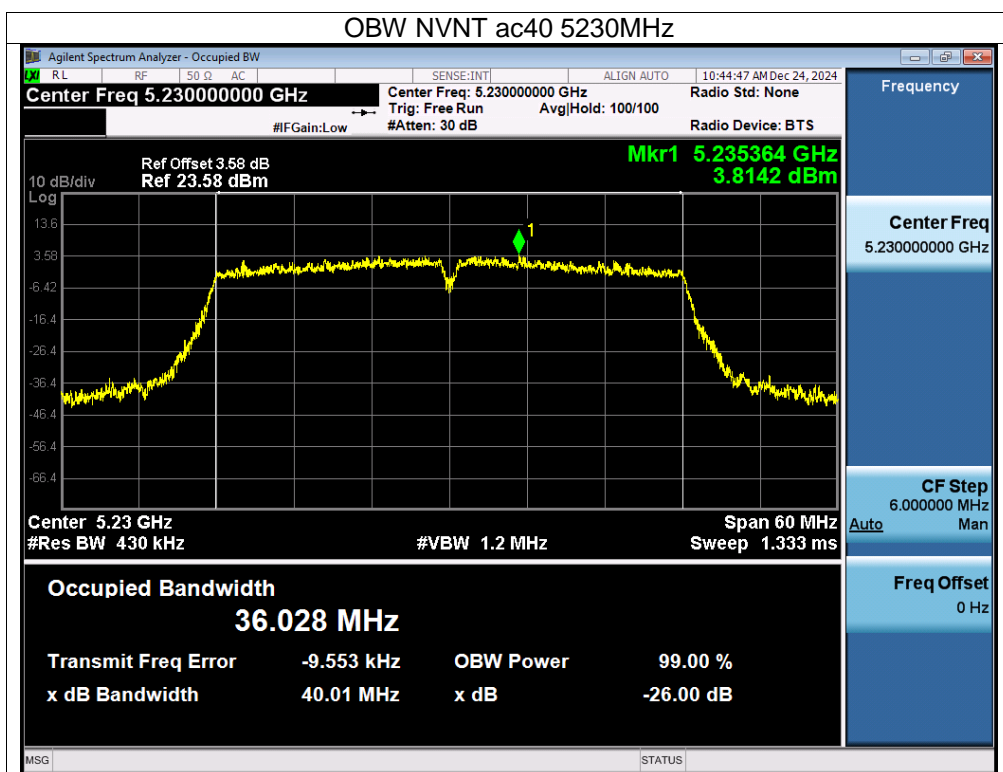 OBW NVNT ac40 5230MHz
Agilent Spectrum Analyzer - Occupied BW
LXI RL RF 50 Ω AC SENSE:INT ALIGN AUTO 10:44:47 AM Dec 24, 2024
Center Freq 5.230000000 GHz
Center Freq: 5.230000000 GHz Radio Std: None
Trig: Free Run Avg|Hold: 100/100
#IFGain:Low #Atten: 30 dB Radio Device: BTS
Frequency
Mkr1 5.235364 GHz
3.8142 dBm
Ref Offset 3.58 dB
10 dB/div Ref 23.58 dBm
Log
13.6
3.58
-6.42
-16.4
-26.4
-36.4
-46.4
-56.4
-66.4
1
Center 5.23 GHz Span 60 MHz
#Res BW 430 kHz #VBW 1.2 MHz Sweep 1.333 ms
Center Freq
5.230000000 GHz
CF Step
6.000000 MHz
Auto Man
Freq Offset
0 Hz
Occupied Bandwidth
36.028 MHz
Transmit Freq Error -9.553 kHz OBW Power 99.00 %
x dB Bandwidth 40.01 MHz x dB -26.00 dB
MSG STATUS